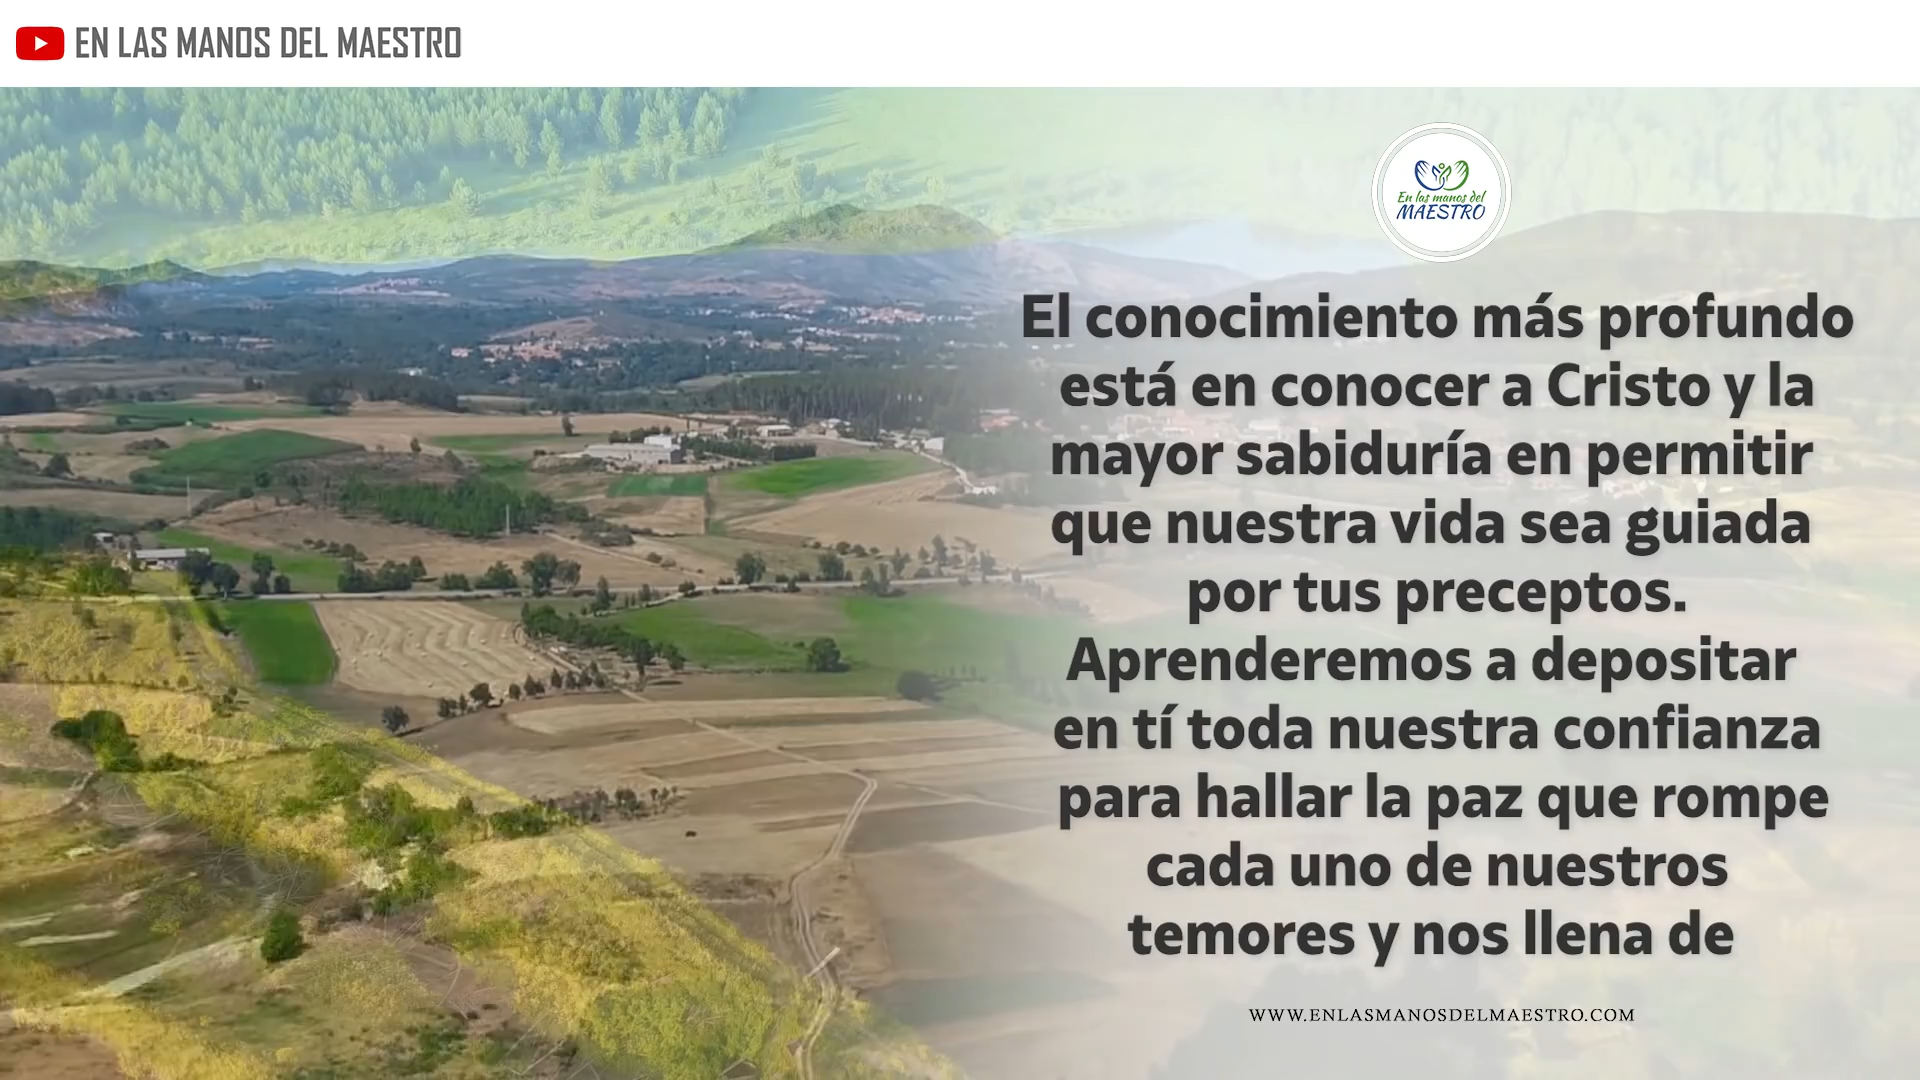 EN LAS MANOS DEL MAESTRO
En las manos del
MAESTRO
El conocimiento más profundo
está en conocer a Cristo y la
mayor sabiduría en permitir
que nuestra vida sea guiada
por tus preceptos.
Aprenderemos a depositar
en tí toda nuestra confianza
para hallar la paz que rompe
cada uno de nuestros
temores y nos llena de
WWW.ENLASMANOSDELMAESTRO.COM